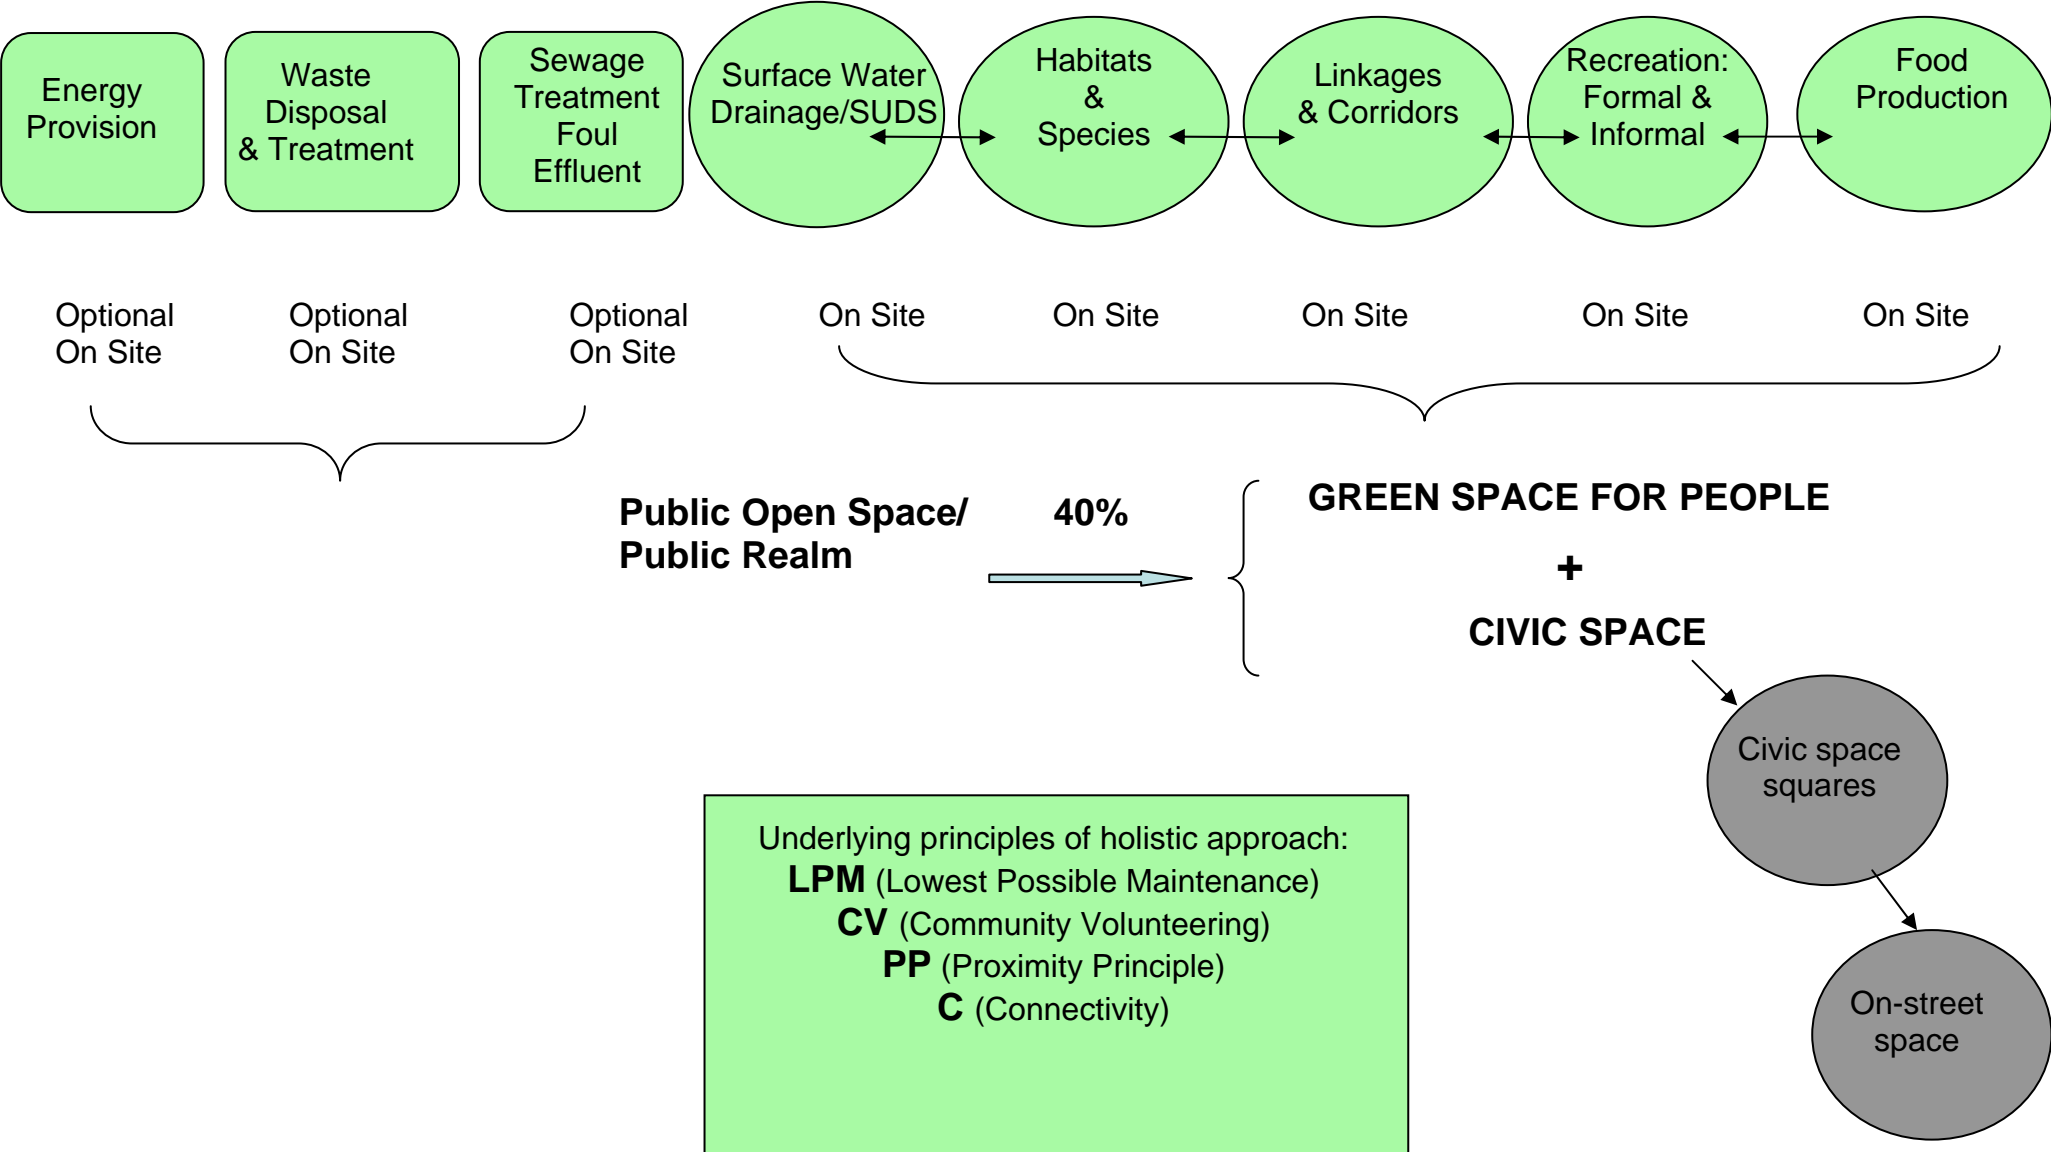 Energy
Provision
Waste
Disposal
& Treatment
Sewage
Treatment
Foul
Effluent
Surface Water
Drainage/SUDS
Habitats
&
Species
Linkages
& Corridors
Recreation:
Formal &
Informal
Food
Production
Optional
On Site
Optional
On Site
Optional
On Site
On Site
On Site
On Site
On Site
On Site
Public Open Space/
Public Realm
40%
GREEN SPACE FOR PEOPLE
+
CIVIC SPACE
Civic space
squares
On-street
space
Underlying principles of holistic approach:
LPM (Lowest Possible Maintenance)
CV (Community Volunteering)
PP (Proximity Principle)
C (Connectivity)